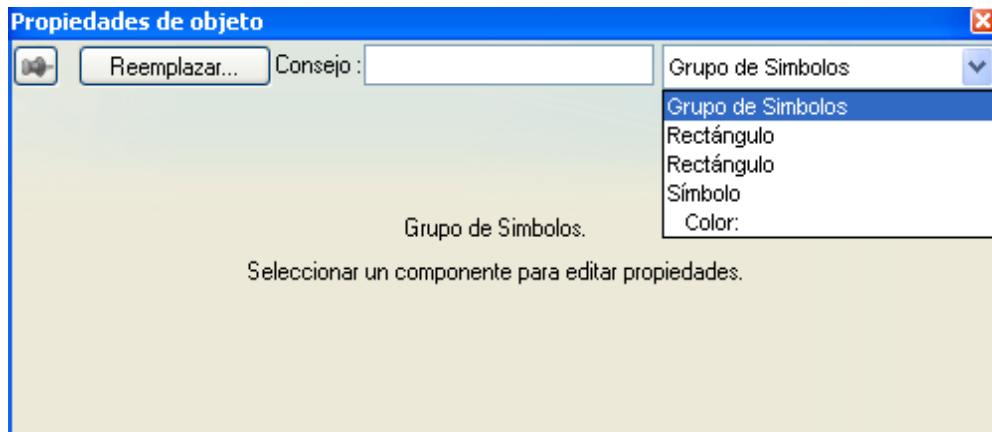 Propiedades de objeto
Reemplazar... Consejo : Grupo de Simbolos
Grupo de Simbolos
Rectángulo
Rectángulo
Símbolo
Color:
Grupo de Simbolos.
Seleccionar un componente para editar propiedades.